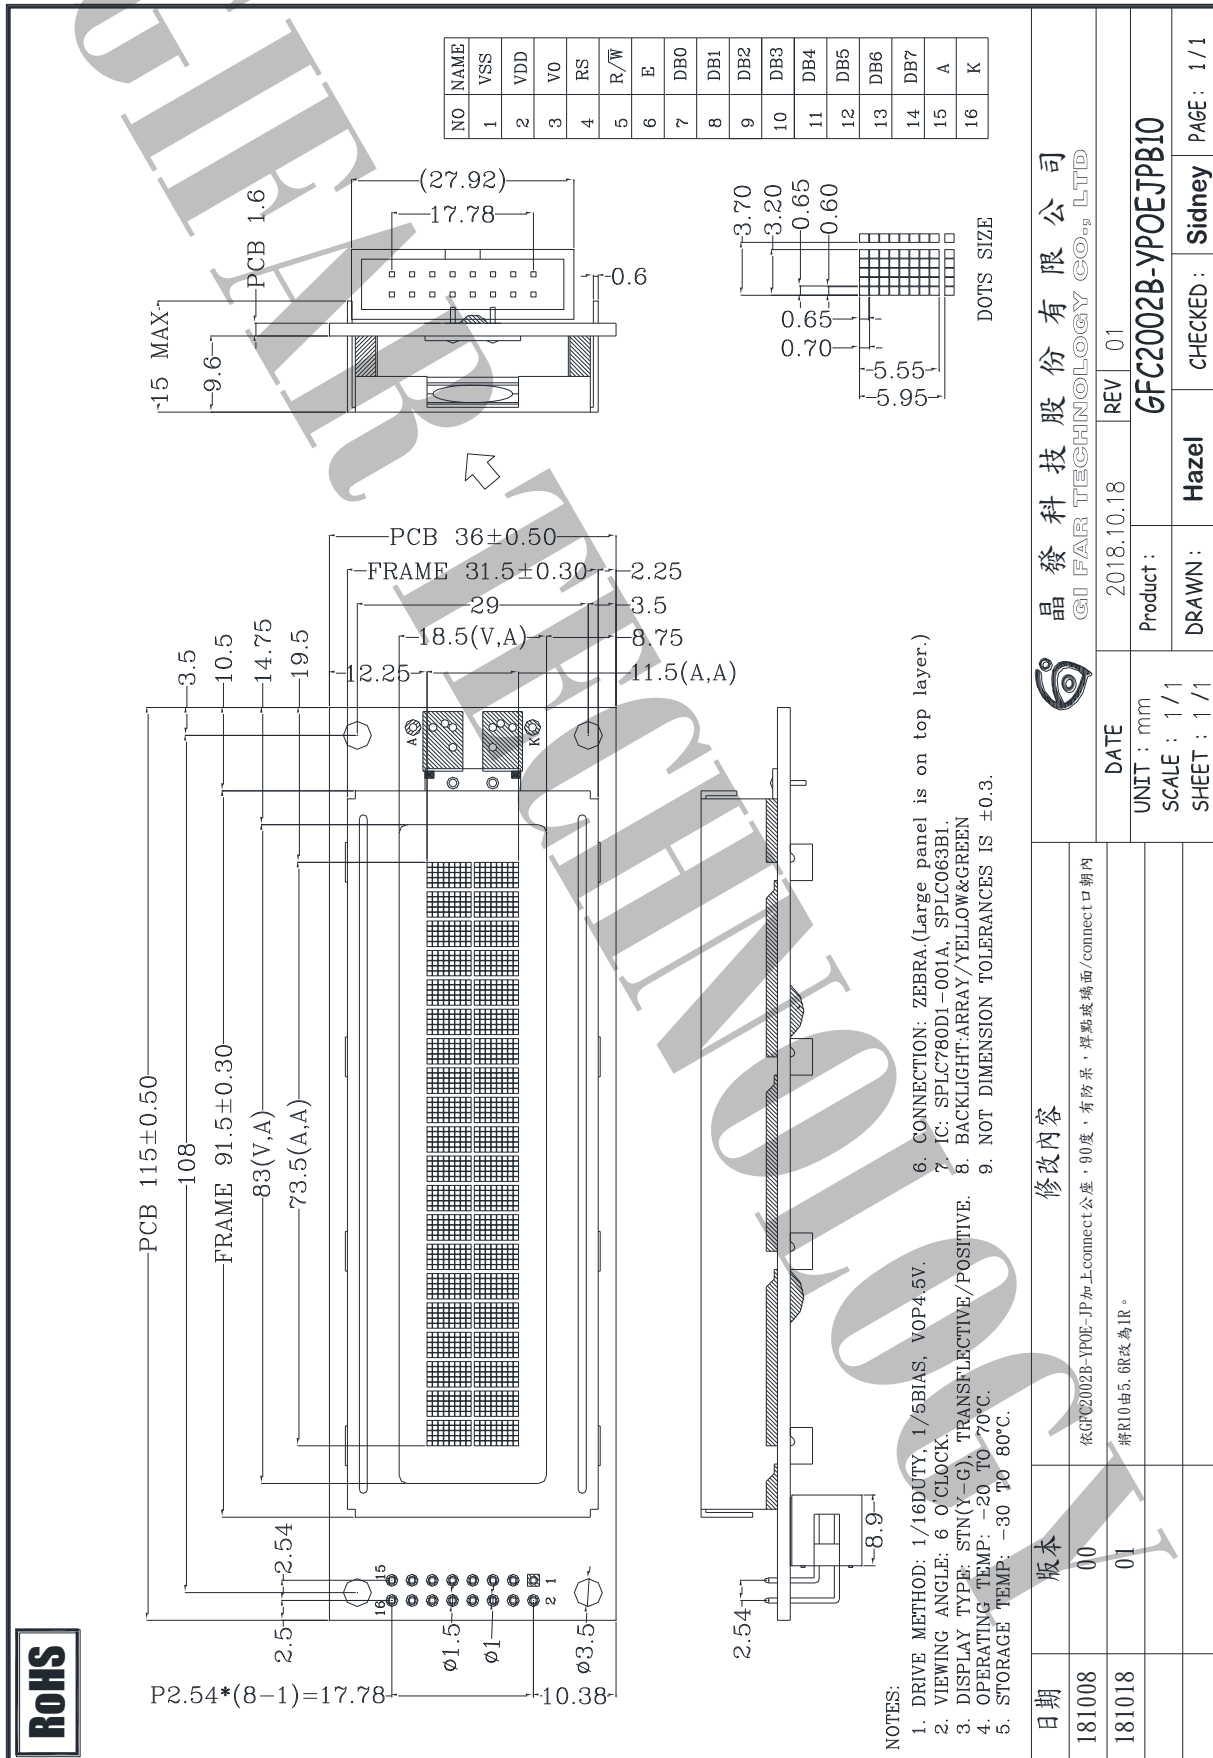 RoHS
PCB 115±0.50
108
FRAME 91.5±0.30
83(V,A)
73.5(A,A)
3.5
10.5
14.75
19.5
2.5
2.54
P2.54*(8-1)=17.78
10.38
ø1.5
ø1
ø3.5
16
15
2
1
A
K
PCB 36±0.50
FRAME 31.5±0.30
2.25
29
3.5
18.5(V,A)
8.75
12.25
11.5(A,A)
15 MAX
9.6
PCB 1.6
(27.92)
17.78
0.6
NO NAME
1 VSS
2 VDD
3 V0
4 RS
5 R/W̅
6 E
7 DB0
8 DB1
9 DB2
10 DB3
11 DB4
12 DB5
13 DB6
14 DB7
15 A
16 K
3.70
3.20
0.65
0.60
0.65
0.70
5.55
5.95
DOTS SIZE
2.54
8.9
NOTES:
1. DRIVE METHOD: 1/16DUTY, 1/5BIAS, VOP4.5V.
2. VIEWING ANGLE: 6 O'CLOCK.
3. DISPLAY TYPE: STN(Y-G), TRANSFLECTIVE/POSITIVE.
4. OPERATING TEMP: -20 TO 70°C.
5. STORAGE TEMP: -30 TO 80°C.
6. CONNECTION: ZEBRA.(Large panel is on top layer.)
7. IC: SPLC780D1-001A, SPLC063B1.
8. BACKLIGHT:ARRAY/YELLOW&GREEN
9. NOT DIMENSION TOLERANCES IS ±0.3.
日期 版本 修改內容
181008 00 依GFC2002B-YPOE-JP加上connect公座，90度，有防呆，焊點玻璃面/connect口朝內
181018 01 將R10由5.6R改為1R。
晶發科技股份有限公司
GI FAR TECHNOLOGY CO., LTD
DATE 2018.10.18 REV 01
UNIT : mm
SCALE : 1/1
SHEET : 1/1
Product : GFC2002B-YPOEJPB10
DRAWN : Hazel CHECKED : Sidney PAGE : 1/1
GIFAR TECHNOLOGY